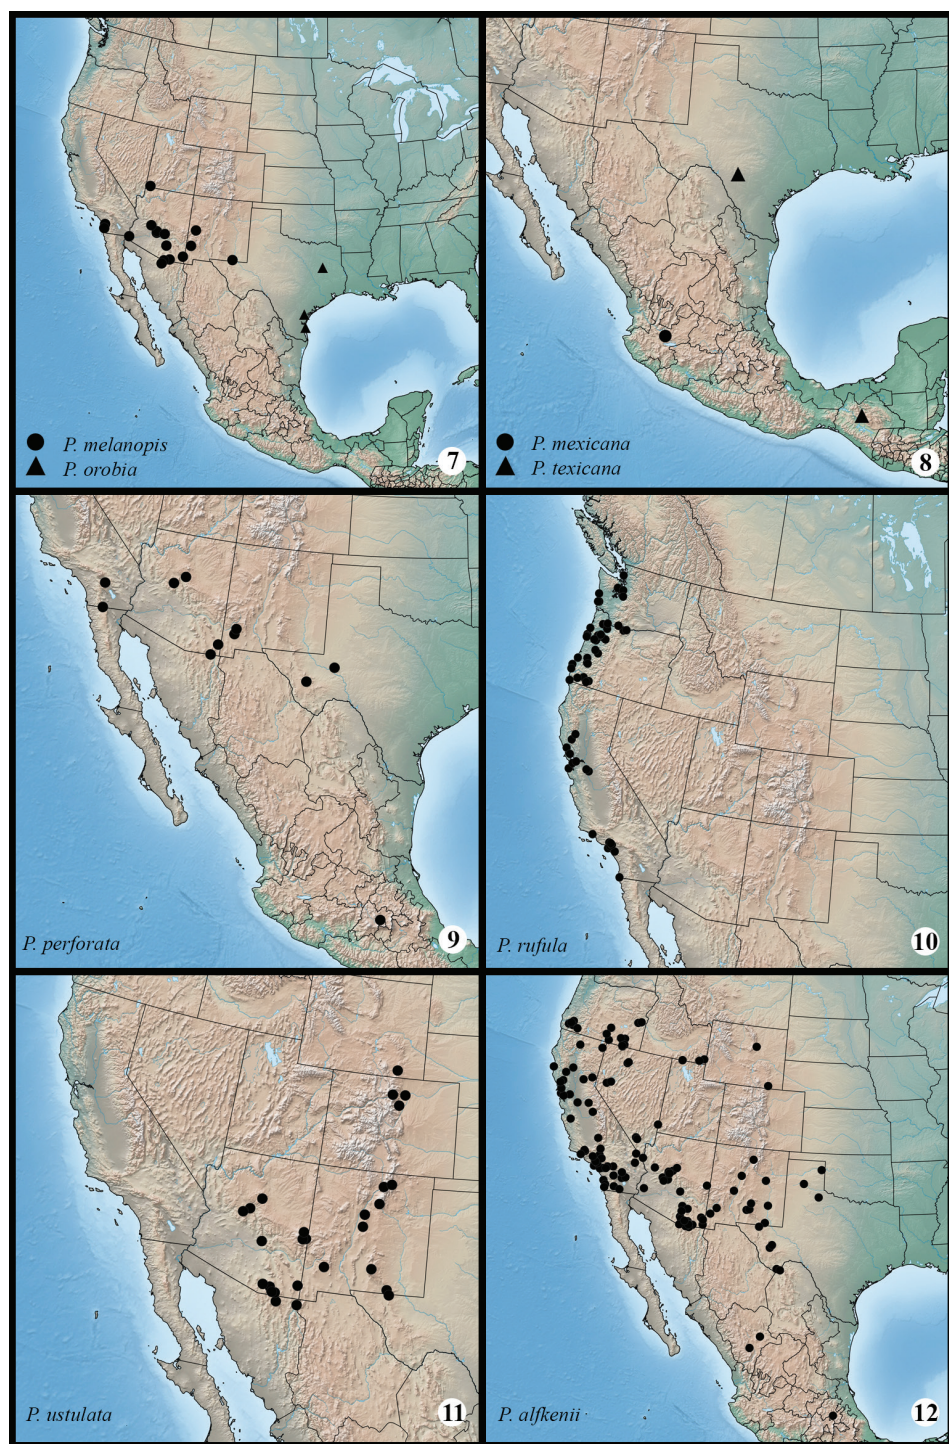 P. melanopis
P. orobia
7
P. mexicana
P. texicana
8
P. perforata
9
P. rufula
10
P. ustulata
11
P. alfkenii
12